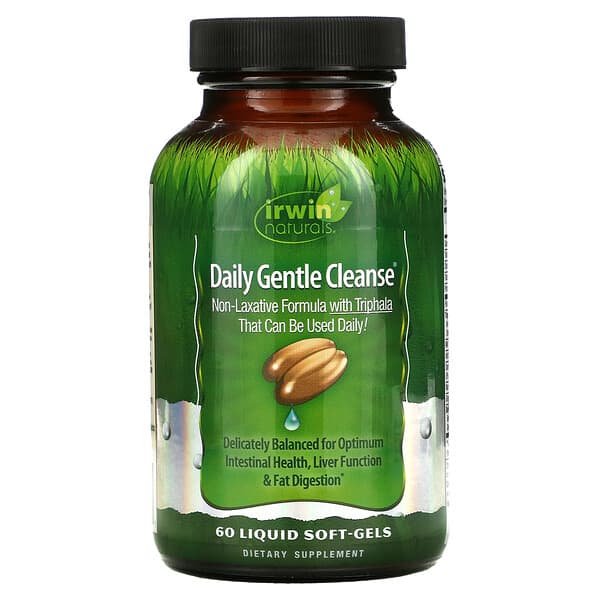 irwin
naturals®
Daily Gentle Cleanse®
Non-Laxative Formula with Triphala
That Can Be Used Daily!
Delicately Balanced for Optimum
Intestinal Health, Liver Function
& Fat Digestion*
60 LIQUID SOFT-GELS
DIETARY SUPPLEMENT